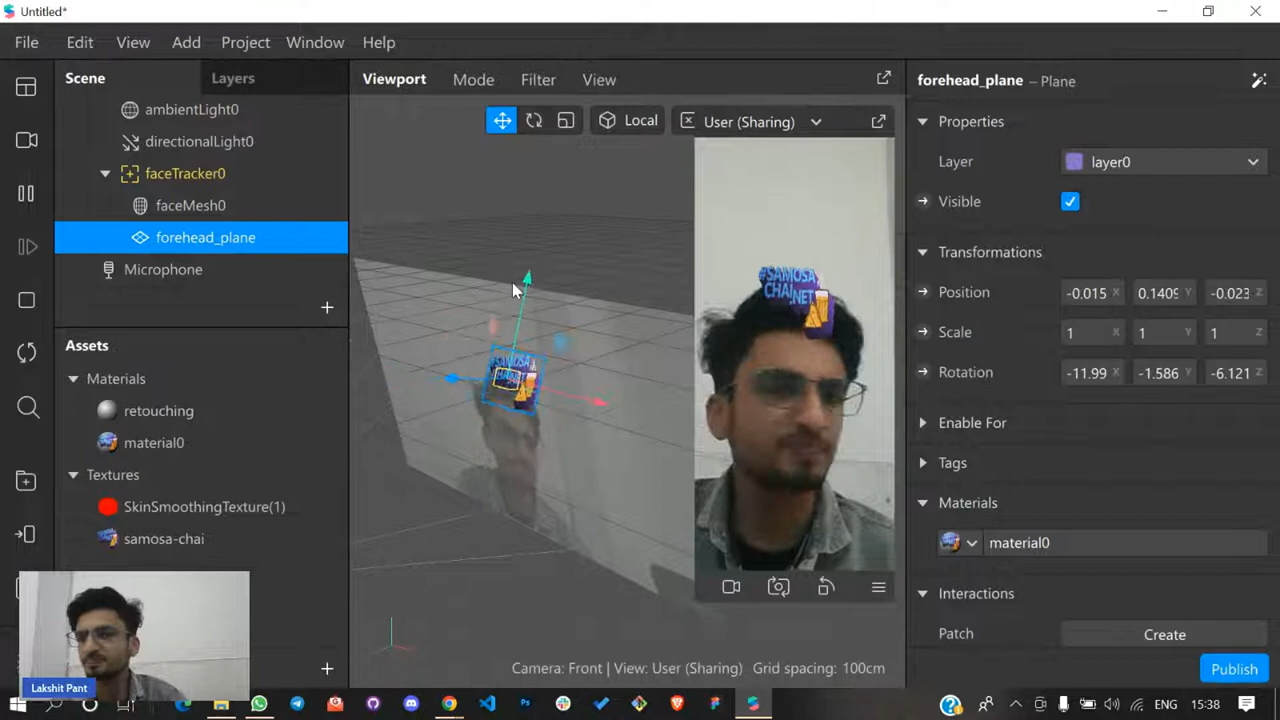 Untitled*
File Edit View Add Project Window Help
Scene Layers
ambientLight0
directionalLight0
faceTracker0
faceMesh0
forehead_plane
Microphone
Assets
Materials
retouching
material0
Textures
SkinSmoothingTexture(1)
samosa-chai
Lakshit Pant
Viewport Mode Filter View
Local
User (Sharing)
#SAMOSA
CHAI.NET
#SAMOSA
Camera: Front | View: User (Sharing) Grid spacing: 100cm
forehead_plane – Plane
Properties
Layer layer0
Visible
Transformations
Position -0.015 X 0.1409 Y -0.023 Z
Scale 1 X 1 Y 1 Z
Rotation -11.99 X -1.586 Y -6.121 Z
Enable For
Tags
Materials
material0
Interactions
Patch Create
Publish
ENG 15:38